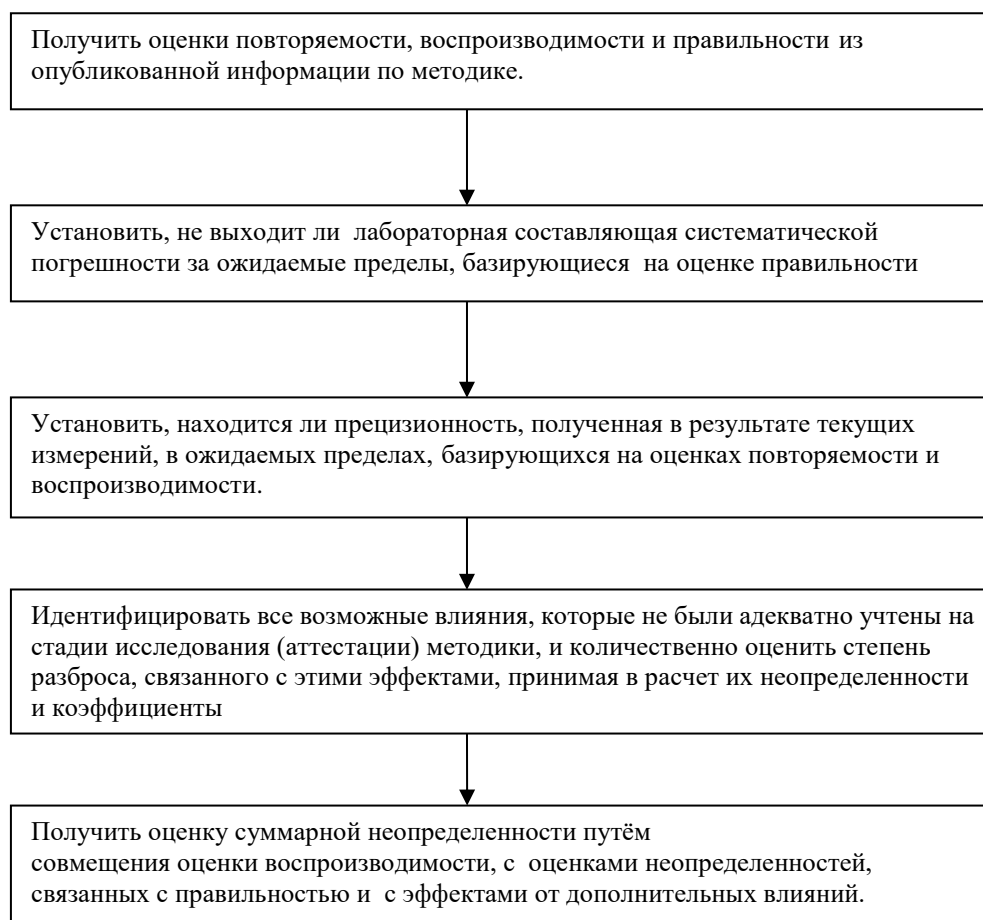 Получить оценки повторяемости, воспроизводимости и правильности из
опубликованной информации по методике.
Установить, не выходит ли лабораторная составляющая систематической
погрешности за ожидаемые пределы, базирующиеся на оценке правильности
Установить, находится ли прецизионность, полученная в результате текущих
измерений, в ожидаемых пределах, базирующихся на оценках повторяемости и
воспроизводимости.
Идентифицировать все возможные влияния, которые не были адекватно учтены на
стадии исследования (аттестации) методики, и количественно оценить степень
разброса, связанного с этими эффектами, принимая в расчет их неопределенности
и коэффициенты
Получить оценку суммарной неопределенности путём
совмещения оценки воспроизводимости, с оценками неопределенностей,
связанных с правильностью и с эффектами от дополнительных влияний.